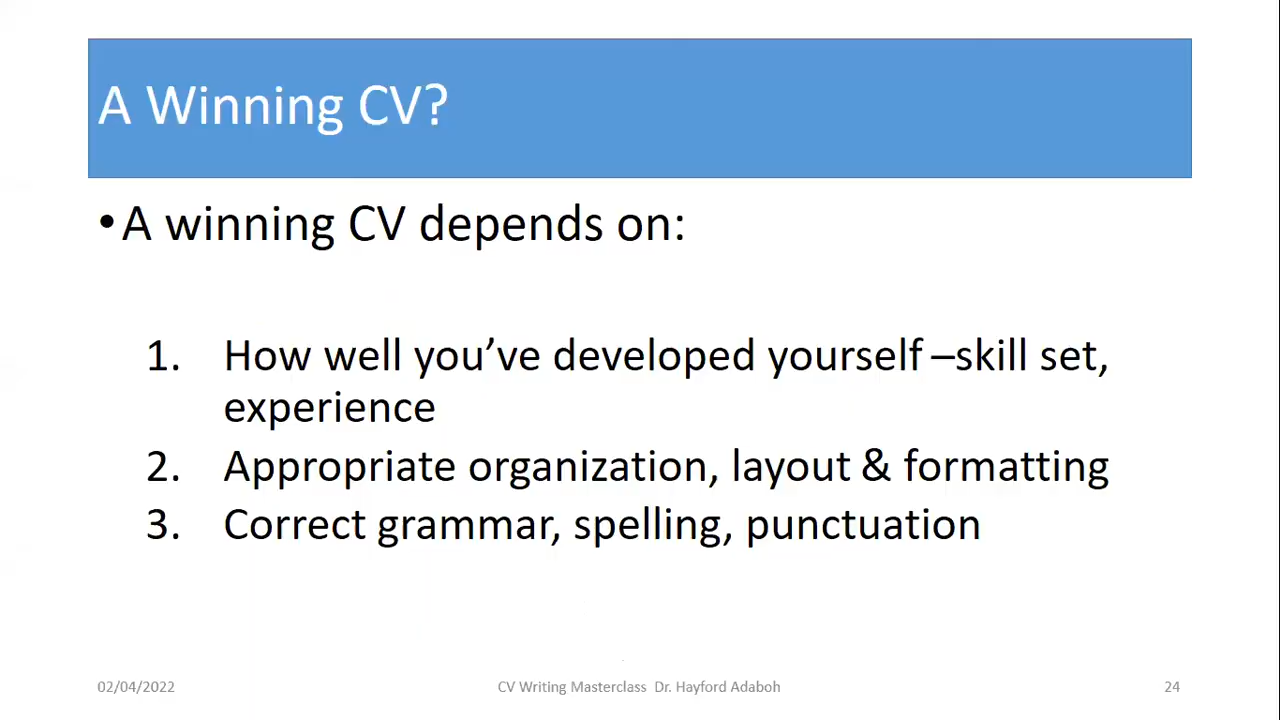 A Winning CV?
•A winning CV depends on:
1. How well you’ve developed yourself –skill set,
experience
2. Appropriate organization, layout & formatting
3. Correct grammar, spelling, punctuation
02/04/2022 CV Writing Masterclass Dr. Hayford Adaboh 24